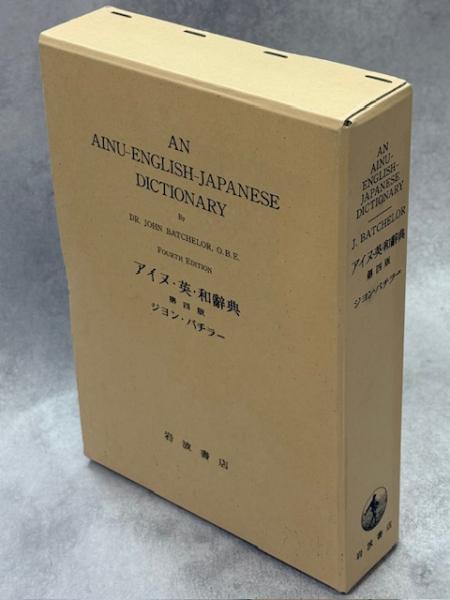 AN
AINU-ENGLISH-JAPANESE
DICTIONARY
By
DR. JOHN BATCHELOR, O.B.E.
FOURTH EDITION
アイヌ・英・和辭典
第四版
ジヨン・バチラー
岩波書店
AN
AINU-
ENGLISH-
JAPANESE
DICTIONARY
J. BATCHELOR
アイヌ・英・和辭典
第四版
ジヨン・バチラー
岩波書店